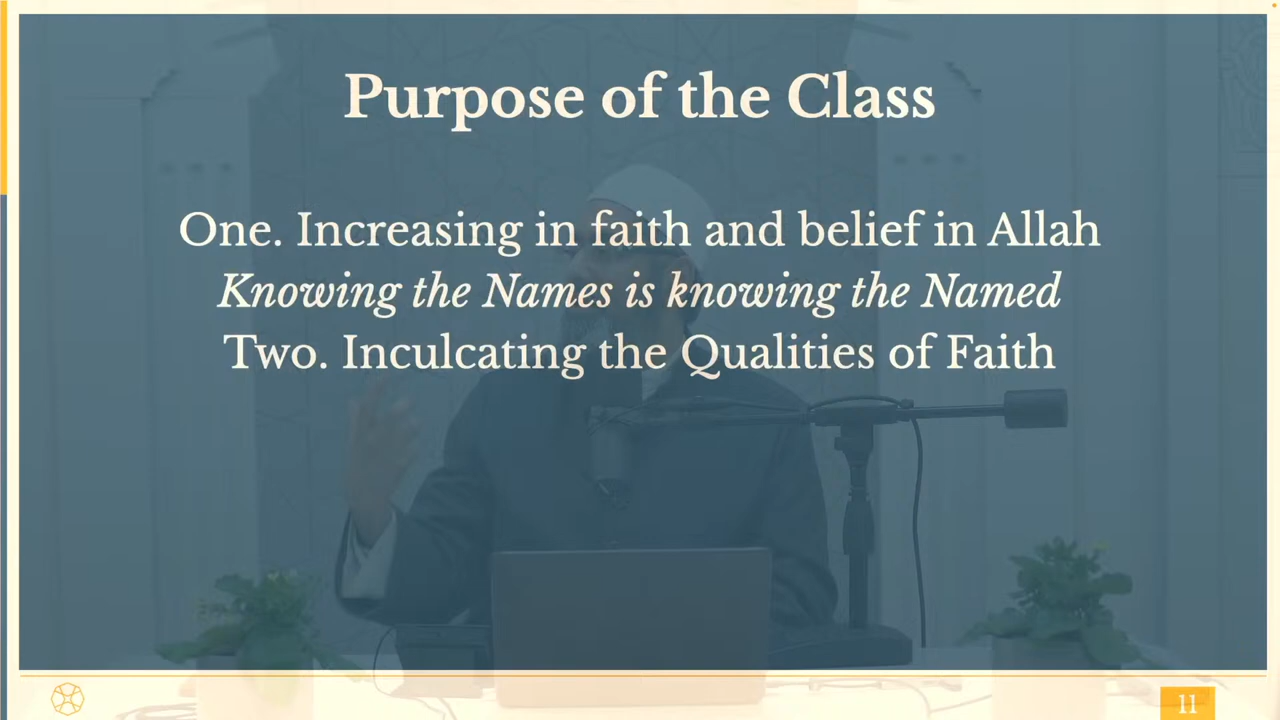 Purpose of the Class
One. Increasing in faith and belief in Allah
Knowing the Names is knowing the Named
Two. Inculcating the Qualities of Faith
11